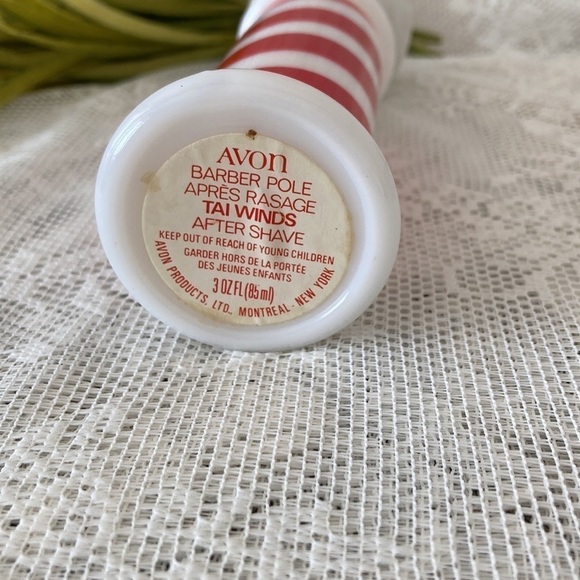 AVON
BARBER POLE
APRÈS RASAGE
TAI WINDS
AFTER SHAVE
KEEP OUT OF REACH OF YOUNG CHILDREN
GARDER HORS DE LA PORTÉE
DES JEUNES ENFANTS
3 OZ FL (85 ml)
AVON PRODUCTS, LTD., MONTREAL - NEW YORK